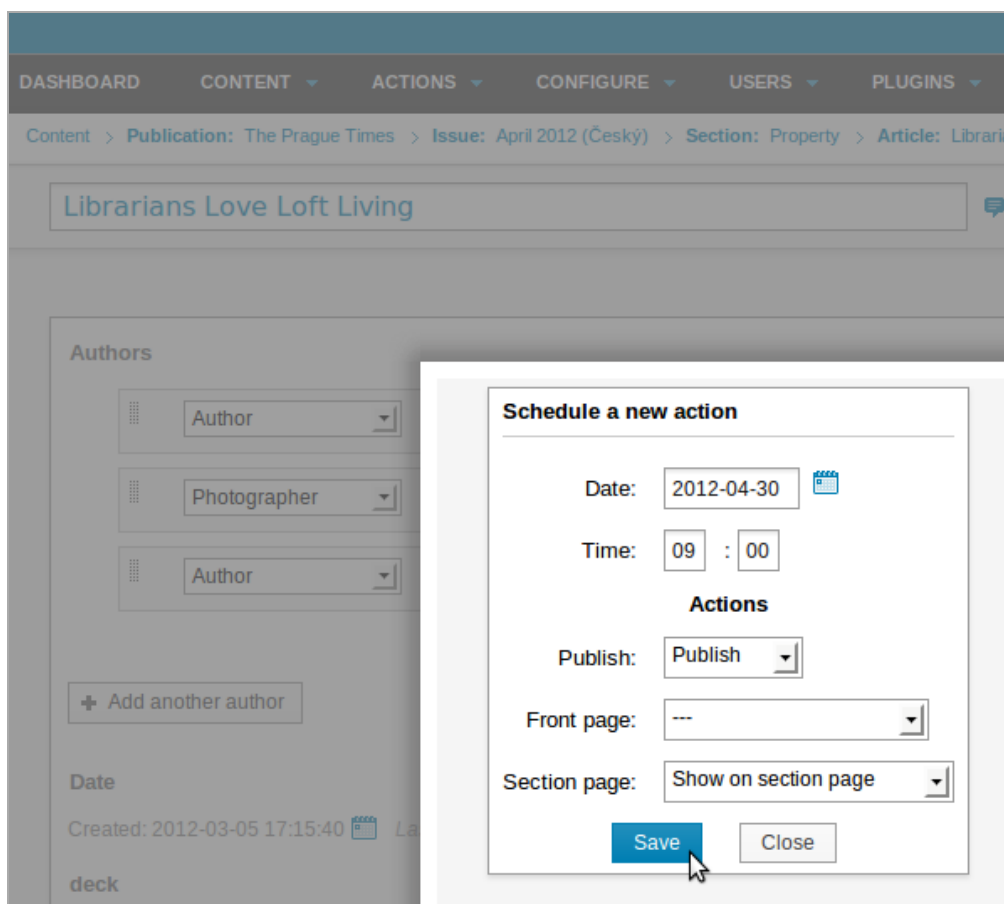 DASHBOARD CONTENT ACTIONS CONFIGURE USERS PLUGINS
Content > Publication: The Prague Times > Issue: April 2012 (Český) > Section: Property > Article:
Librarians Love Loft Living
Authors
Author
Photographer
Author
Add another author
Date
Created: 2012-03-05 17:15:40
deck
Schedule a new action
Date: 2012-04-30
Time: 09 : 00
Actions
Publish: Publish
Front page: ---
Section page: Show on section page
Save Close